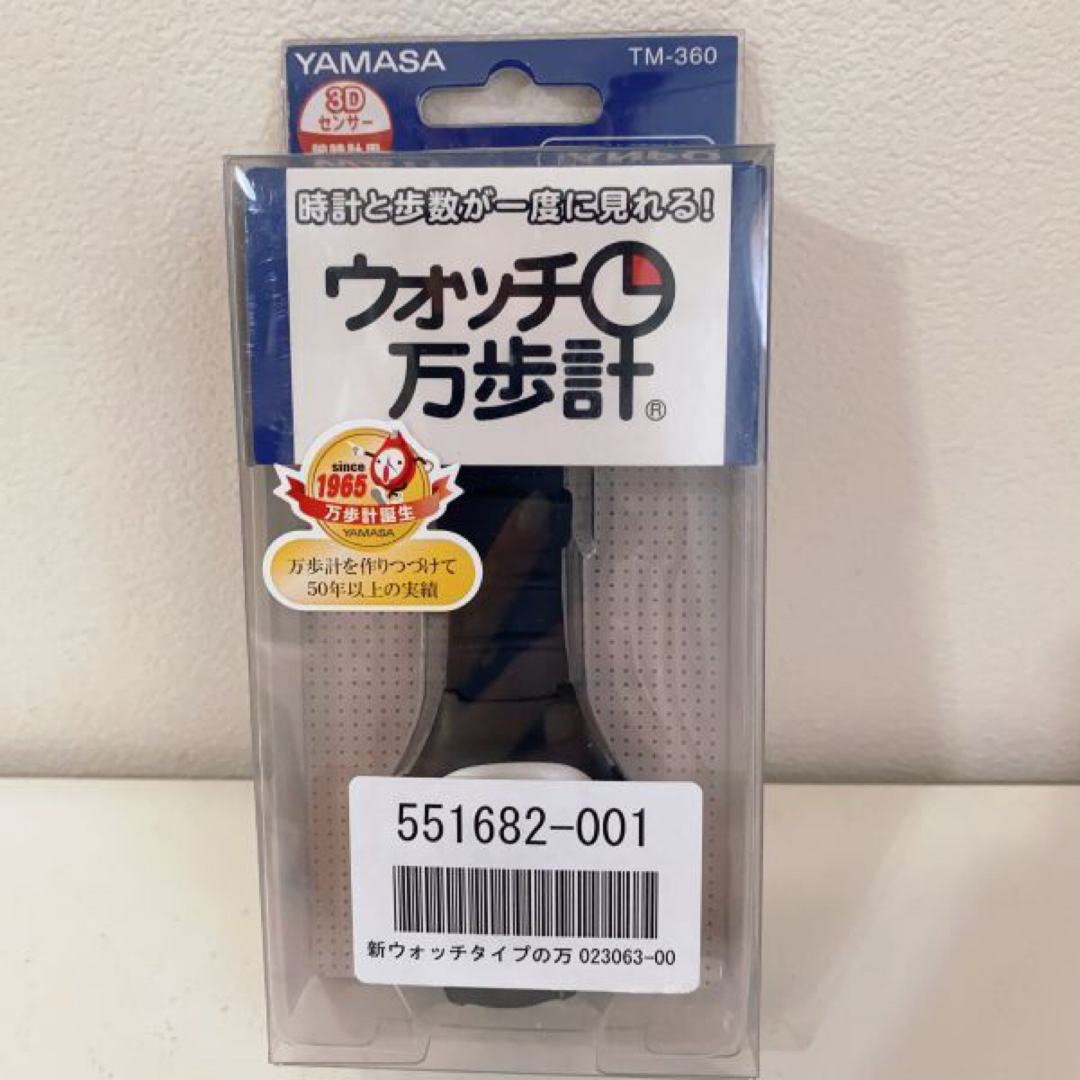 YAMASA
TM-360
3D
センサー
時計と歩数が一度に見れる!
ウォッチ
万歩計®
since
1965
万歩計誕生
YAMASA
万歩計を作りつづけて
50年以上の実績
551682-001
新ウォッチタイプの万 023063-00